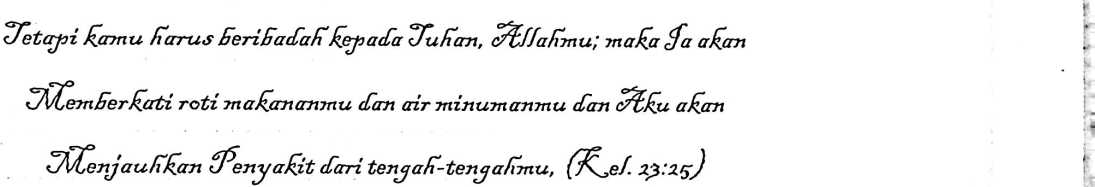 Tetapi kamu harus beribadah kepada Tuhan, Allahmu; maka Ia akan
Memberkati roti makananmu dan air minumanmu dan Aku akan
Menjauhkan Penyakit dari tengah-tengahmu, (Kel. 23:25)